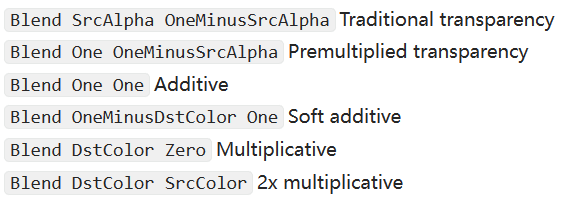 Blend SrcAlpha OneMinusSrcAlpha Traditional transparency
Blend One OneMinusSrcAlpha Premultiplied transparency
Blend One One Additive
Blend OneMinusDstColor One Soft additive
Blend DstColor Zero Multiplicative
Blend DstColor SrcColor 2x multiplicative